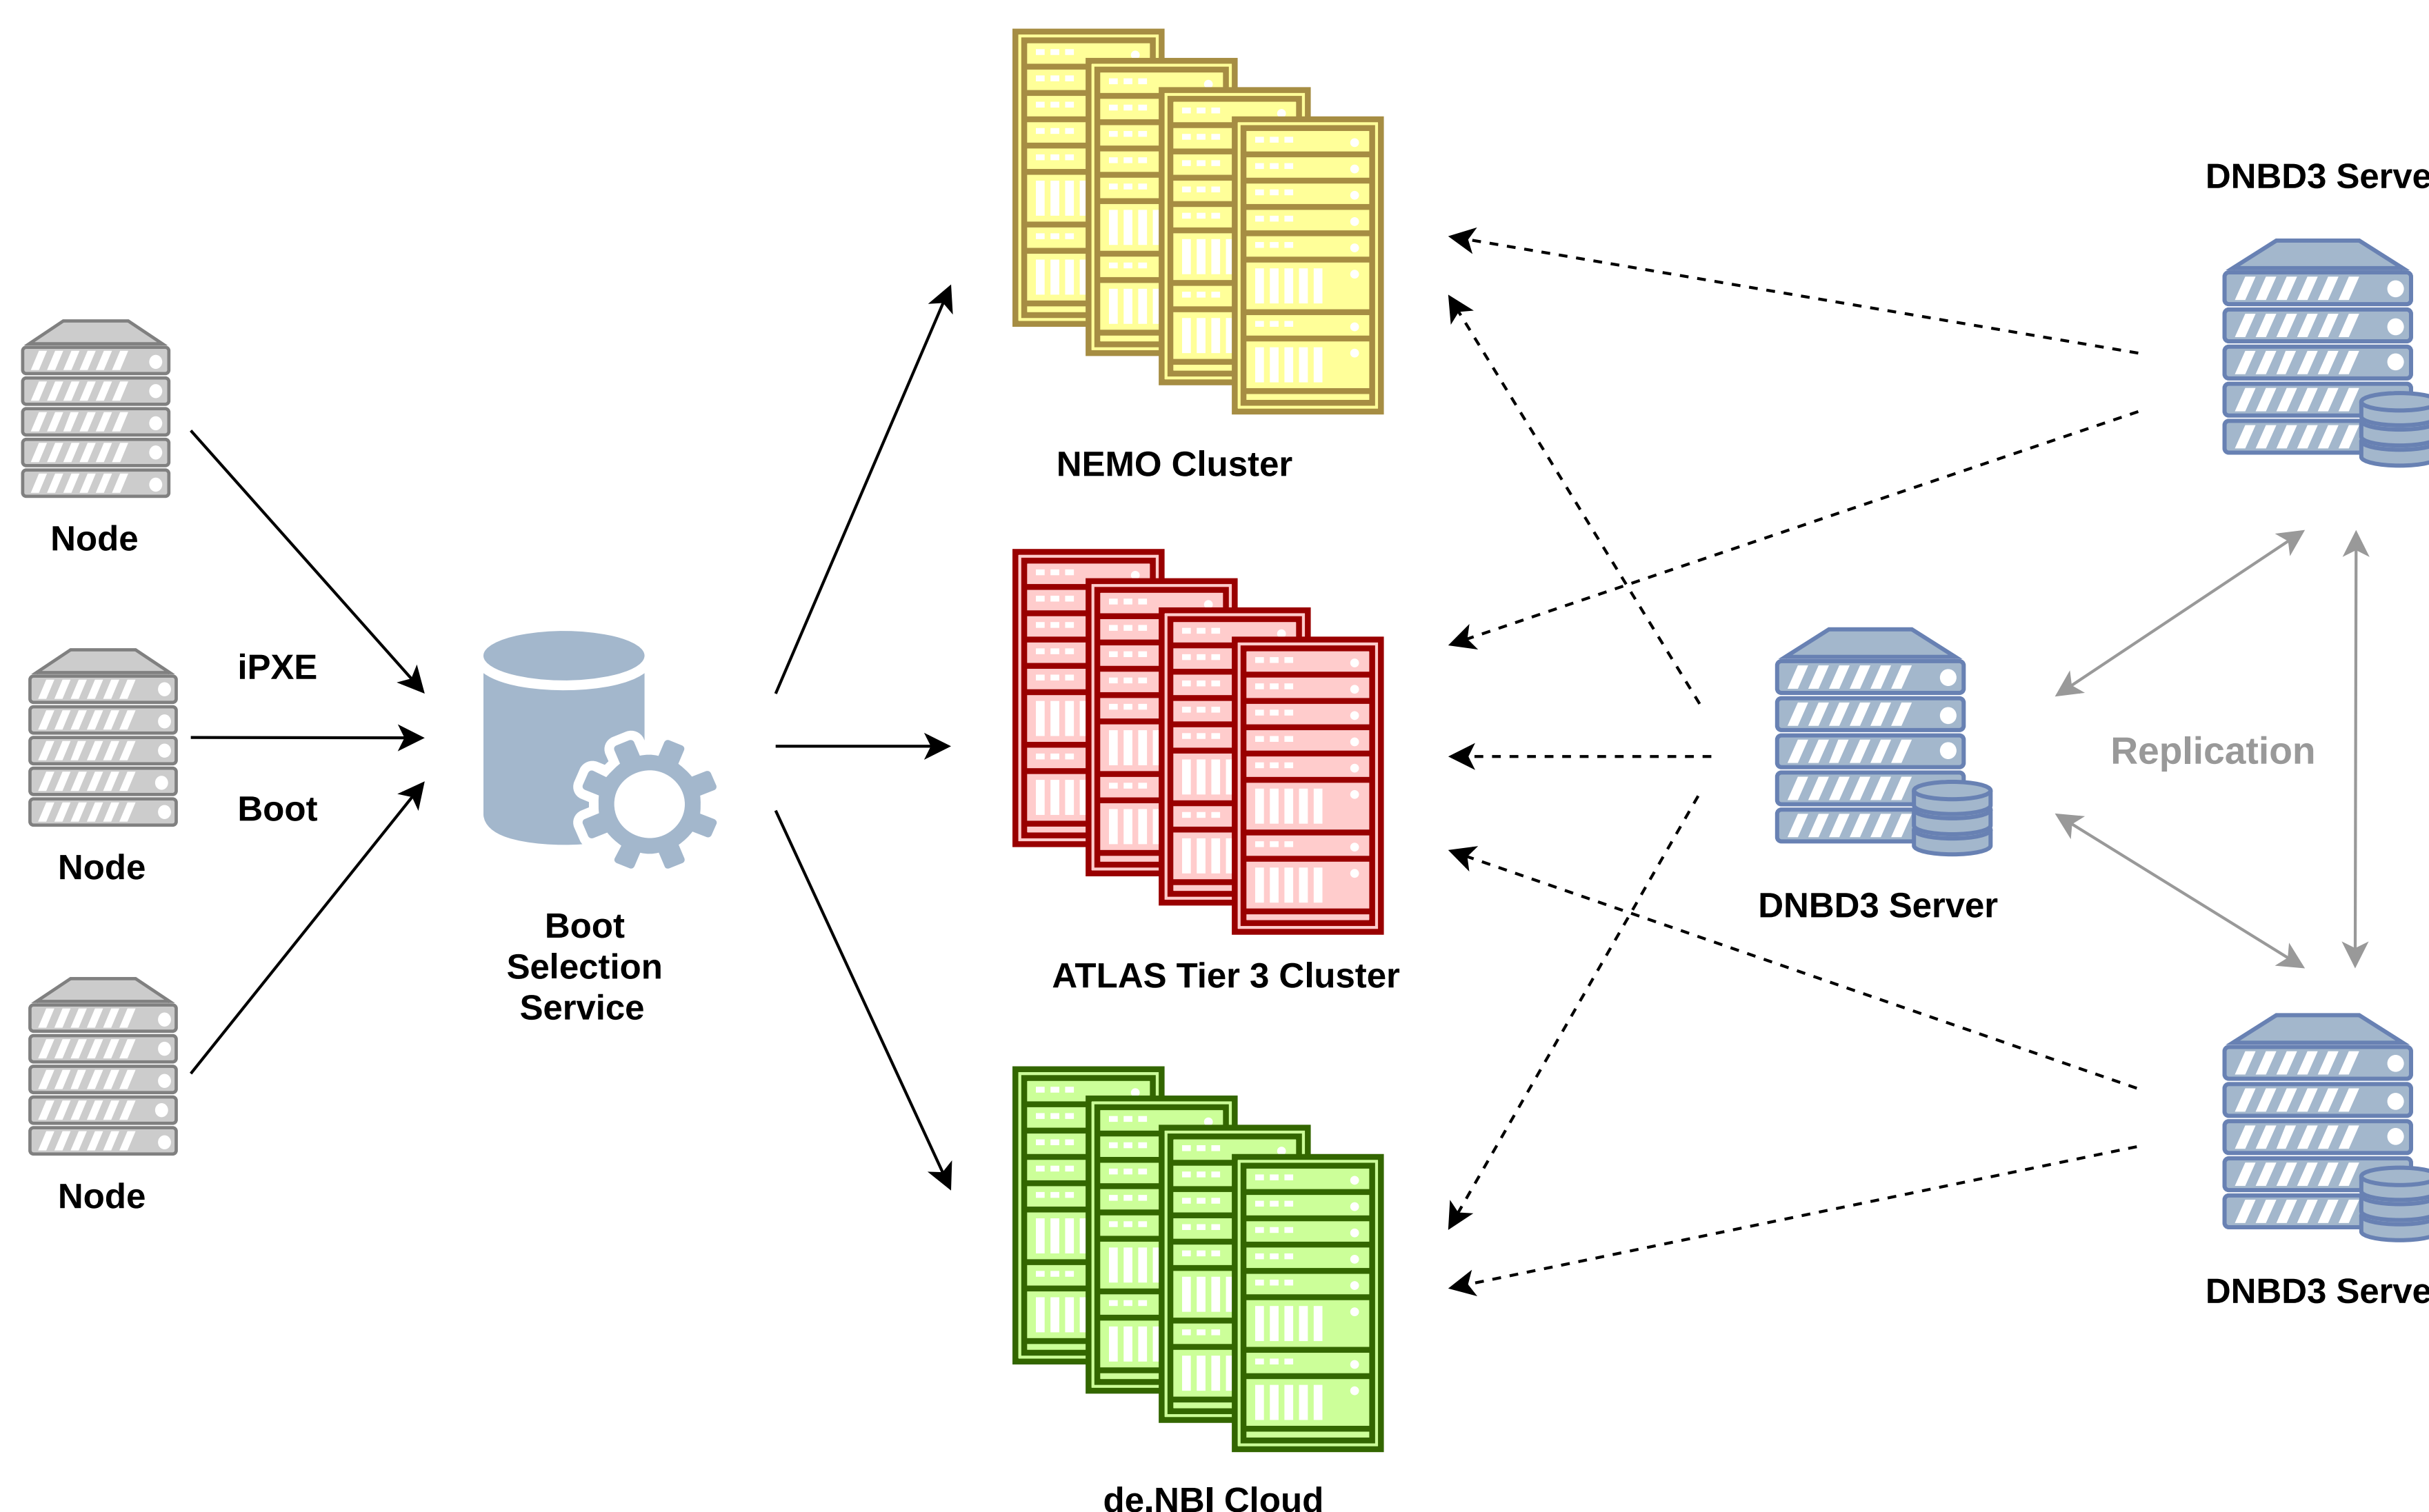 DNBD3 Serve
NEMO Cluster
Node
iPXE
Boot
Node
Replication
DNBD3 Server
Boot
Selection
Service
ATLAS Tier 3 Cluster
Node
DNBD3 Serve
de.NBI Cloud